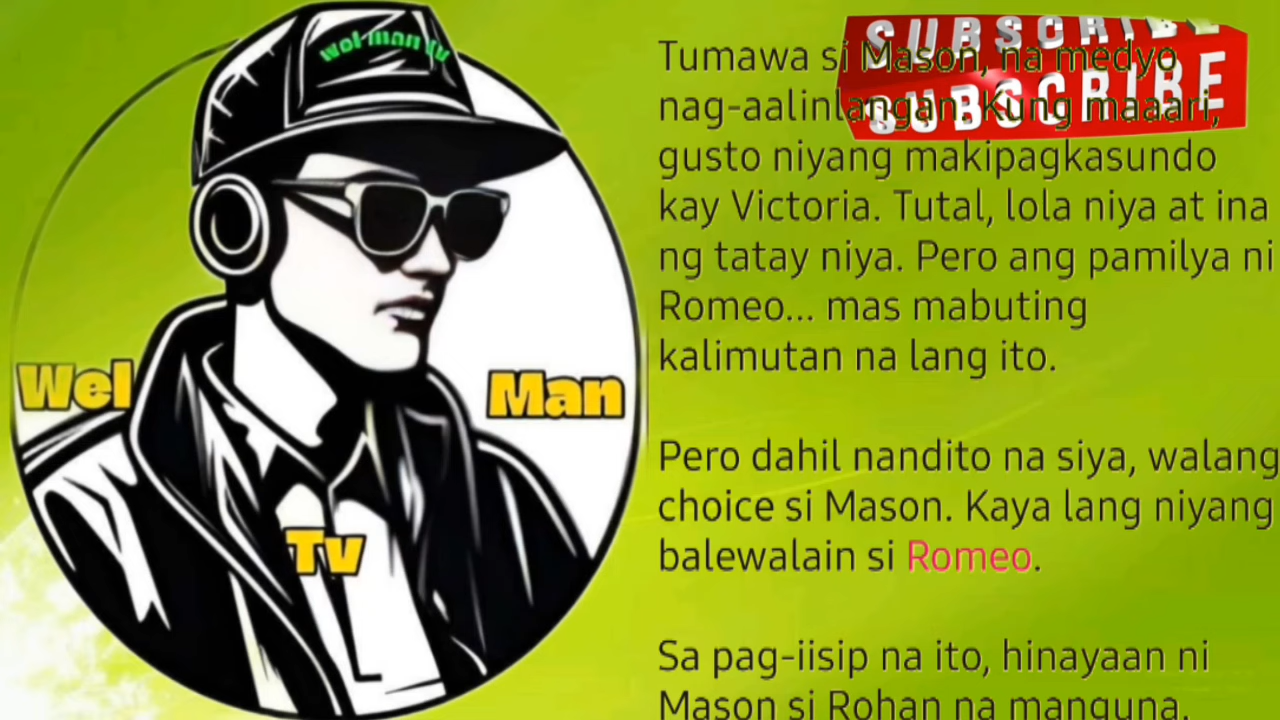 wel man tv
Wel
Man
Tv
SUBSCRIBE
SUBSCRIBE
Tumawa si Mason, na medyo
nag-aalinlangan. Kung maaari,
gusto niyang makipagkasundo
kay Victoria. Tutal, lola niya at ina
ng tatay niya. Pero ang pamilya ni
Romeo... mas mabuting
kalimutan na lang ito.
Pero dahil nandito na siya, walang
choice si Mason. Kaya lang niyang
balewalain si Romeo.
Sa pag-iisip na ito, hinayaan ni
Mason si Rohan na manguna.